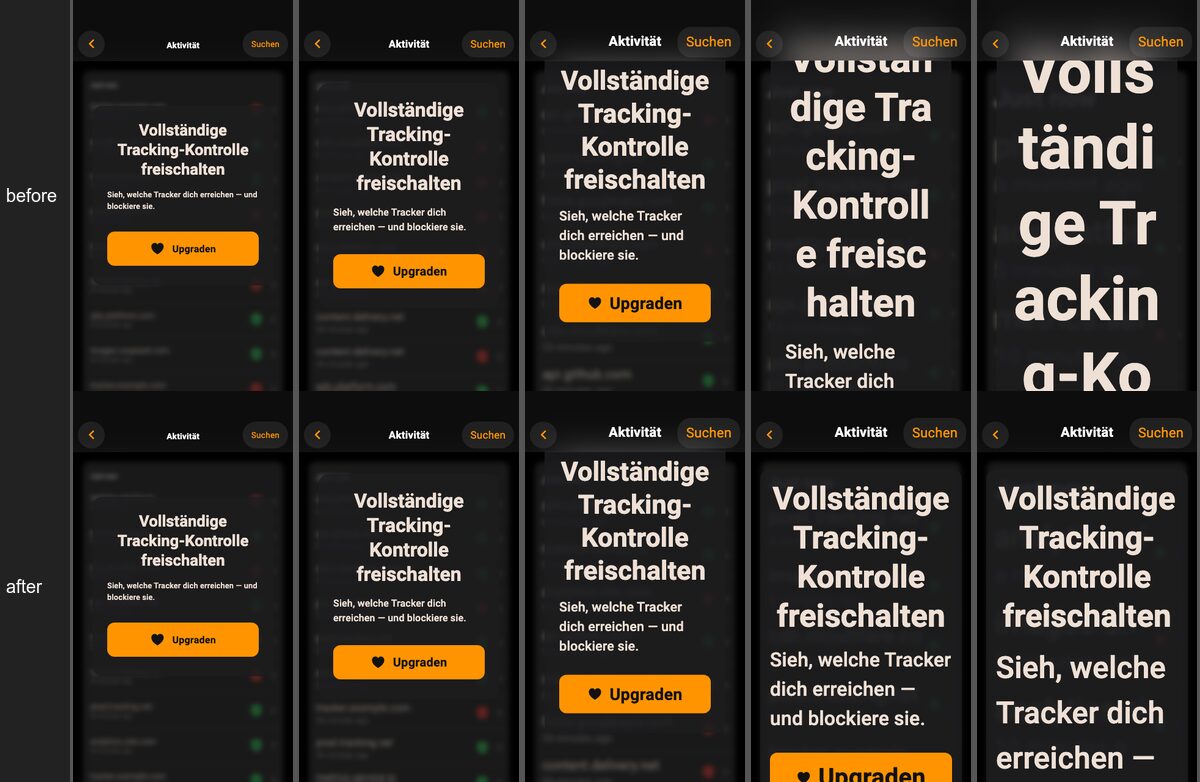 before
Aktivität
Suchen
Vollständige
Tracking-Kontrolle
freischalten
Sieh, welche Tracker dich erreichen — und
blockiere sie.
Upgraden
Aktivität
Suchen
Vollständige
Tracking-
Kontrolle
freischalten
Sieh, welche Tracker dich
erreichen — und blockiere sie.
Upgraden
Aktivität
Suchen
Vollständige
Tracking-
Kontrolle
freischalten
Sieh, welche Tracker
dich erreichen — und
blockiere sie.
Upgraden
Aktivität
Suchen
Vollstän
dige Tra
cking-
Kontroll
e freisc
halten
Sieh, welche
Tracker dich
Aktivität
Suchen
Volls
tändi
ge Tr
ackin
g-Ko
after
Aktivität
Suchen
Vollständige
Tracking-Kontrolle
freischalten
Sieh, welche Tracker dich erreichen — und
blockiere sie.
Upgraden
Aktivität
Suchen
Vollständige
Tracking-
Kontrolle
freischalten
Sieh, welche Tracker dich
erreichen — und blockiere sie.
Upgraden
Aktivität
Suchen
Vollständige
Tracking-
Kontrolle
freischalten
Sieh, welche Tracker
dich erreichen — und
blockiere sie.
Upgraden
Aktivität
Suchen
Vollständige
Tracking-
Kontrolle
freischalten
Sieh, welche Tracker
dich erreichen —
und blockiere sie.
Upgraden
Aktivität
Suchen
Vollständige
Tracking-
Kontrolle
freischalten
Sieh, welche
Tracker dich
erreichen —